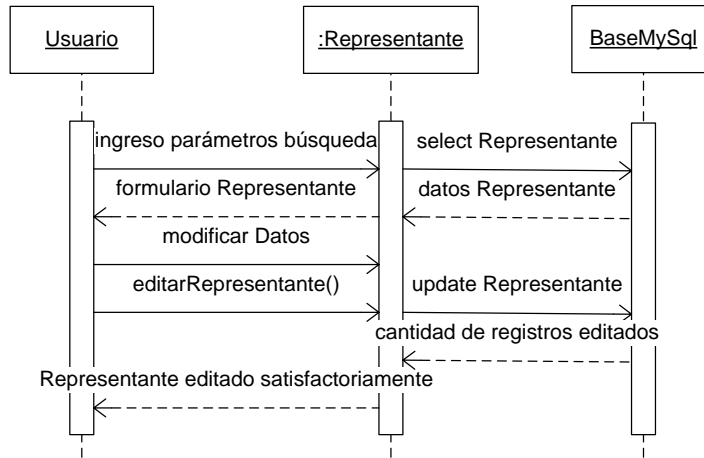 Usuario
:Representante
BaseMySql
ingreso parámetros búsqueda
select Representante
formulario Representante
datos Representante
modificar Datos
editarRepresentante()
update Representante
cantidad de registros editados
Representante editado satisfactoriamente